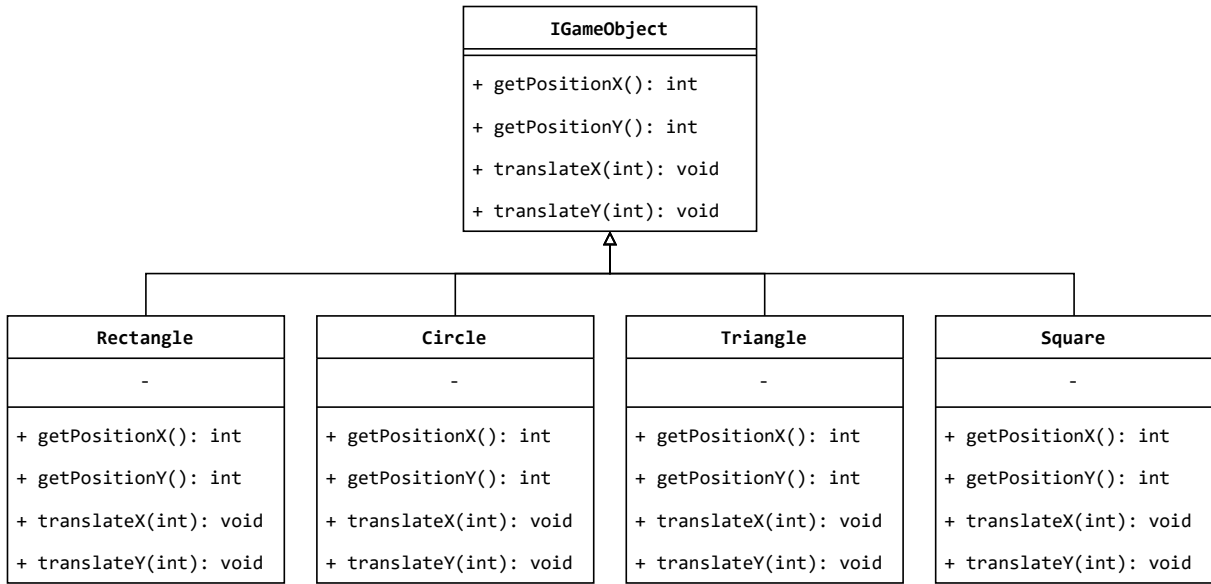 IGameObject
+ getPositionX(): int
+ getPositionY(): int
+ translateX(int): void
+ translateY(int): void
Rectangle
-
+ getPositionX(): int
+ getPositionY(): int
+ translateX(int): void
+ translateY(int): void
Circle
-
+ getPositionX(): int
+ getPositionY(): int
+ translateX(int): void
+ translateY(int): void
Triangle
-
+ getPositionX(): int
+ getPositionY(): int
+ translateX(int): void
+ translateY(int): void
Square
-
+ getPositionX(): int
+ getPositionY(): int
+ translateX(int): void
+ translateY(int): void